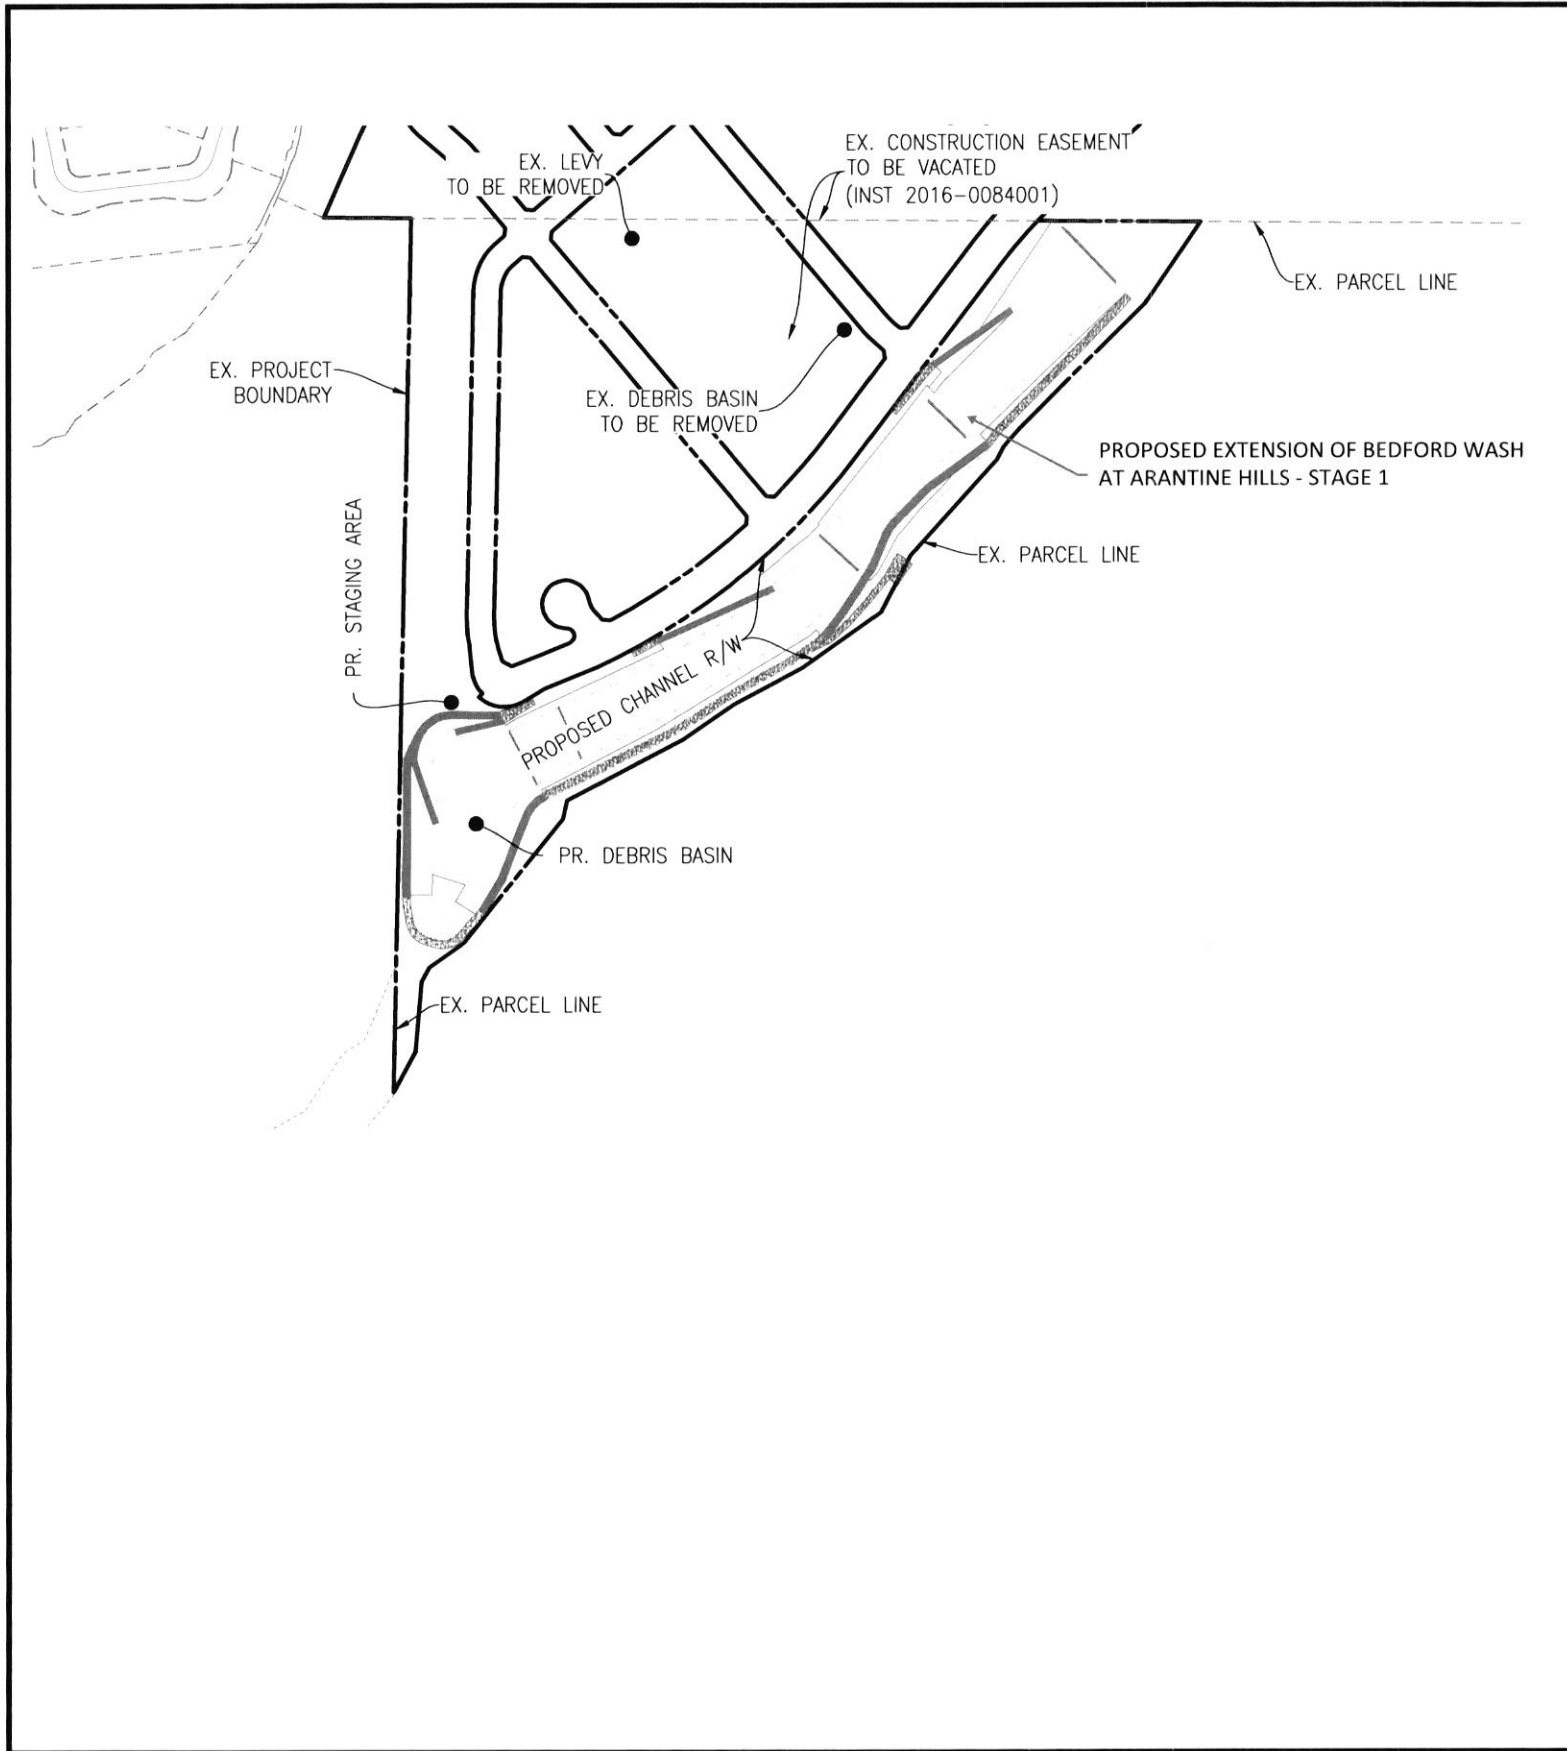 EX. LEVY
TO BE REMOVED
EX. CONSTRUCTION EASEMENT
TO BE VACATED
(INST 2016-0084001)
EX. PARCEL LINE
EX. PROJECT
BOUNDARY
EX. DEBRIS BASIN
TO BE REMOVED
PROPOSED EXTENSION OF BEDFORD WASH
AT ARANTINE HILLS - STAGE 1
PR. STAGING AREA
EX. PARCEL LINE
PROPOSED CHANNEL R/W
PR. DEBRIS BASIN
EX. PARCEL LINE